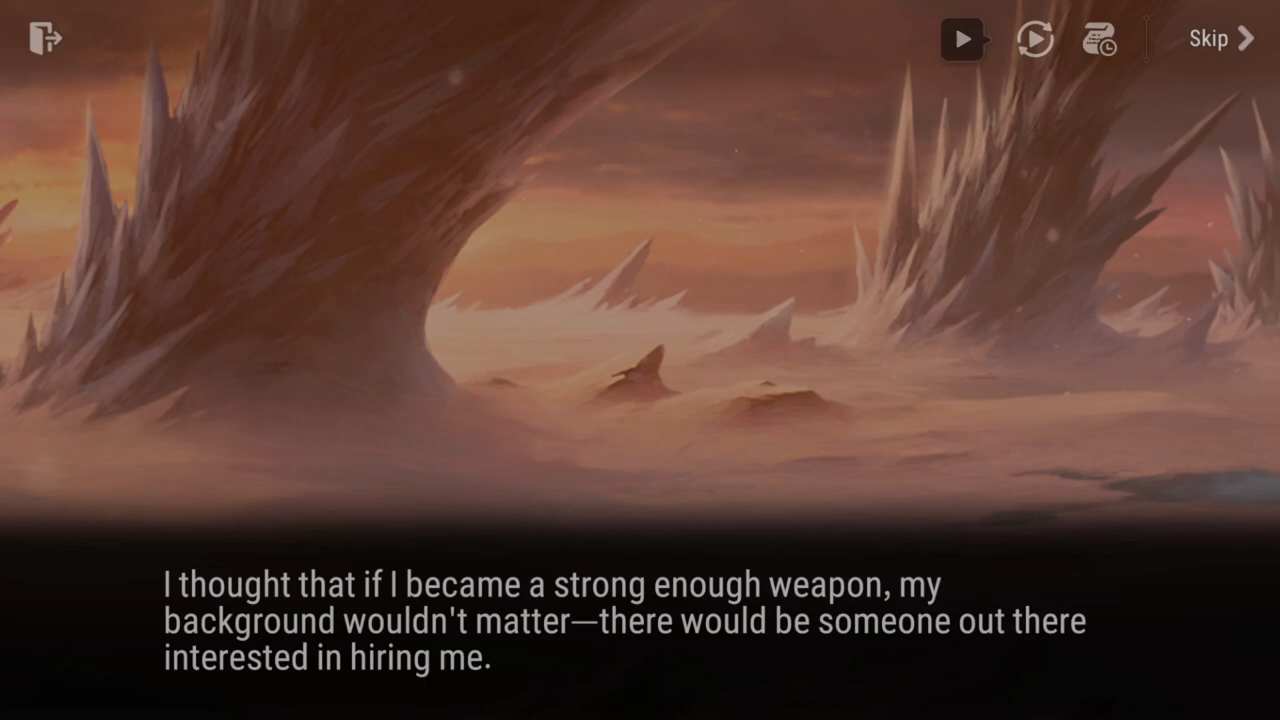 Skip
I thought that if I became a strong enough weapon, my
background wouldn't matter—there would be someone out there
interested in hiring me.